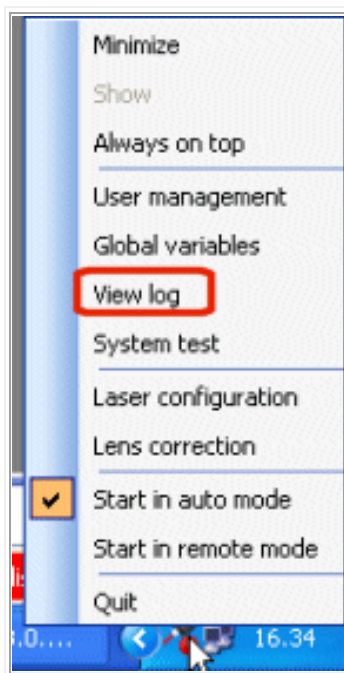 Minimize
Show
Always on top
User management
Global variables
View log
System test
Laser configuration
Lens correction
Start in auto mode
Start in remote mode
Quit
16.34